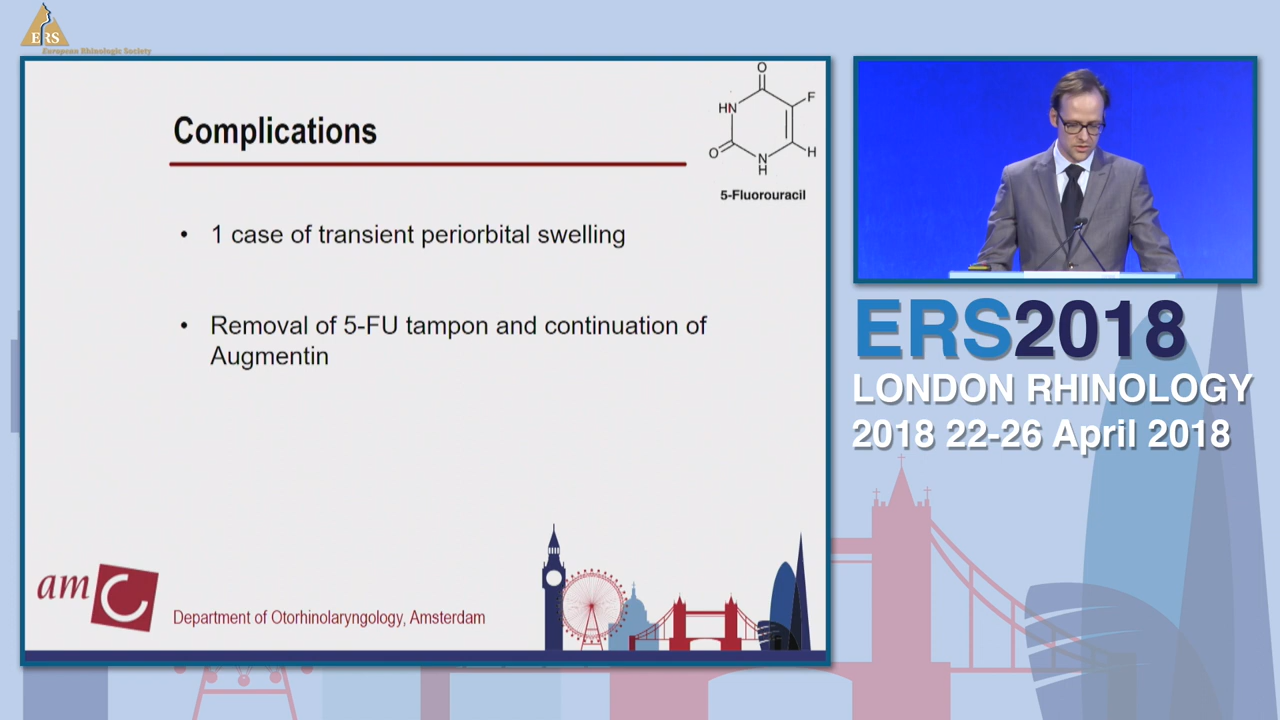 ERS
European Rhinologic Society
Complications
O
HN
F
O
N
H
H
5-Fluorouracil
• 1 case of transient periorbital swelling
• Removal of 5-FU tampon and continuation of
Augmentin
amc
Department of Otorhinolaryngology, Amsterdam
ERS2018
LONDON RHINOLOGY
2018 22-26 April 2018